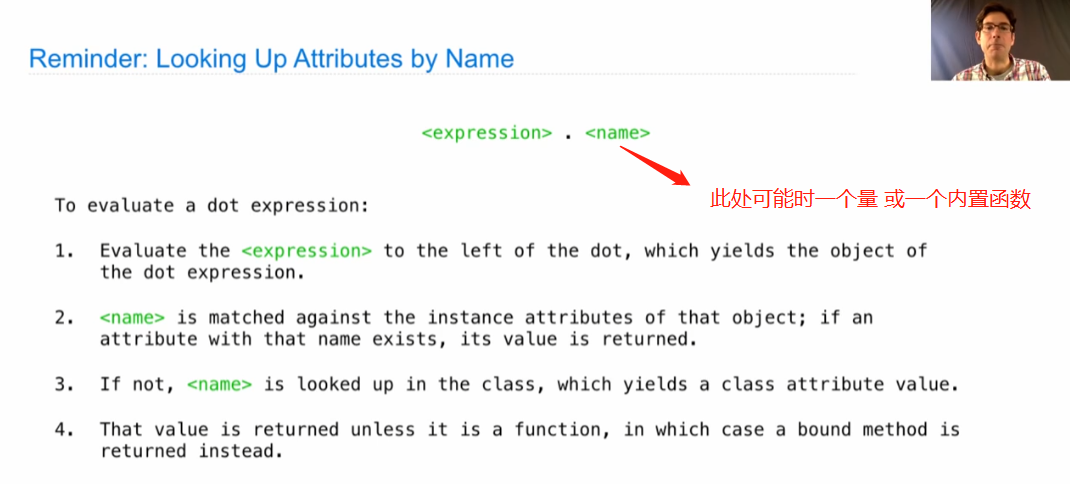 Reminder: Looking Up Attributes by Name
<expression> . <name>
此处可能时一个量 或一个内置函数
To evaluate a dot expression:
1. Evaluate the <expression> to the left of the dot, which yields the object of
the dot expression.
2. <name> is matched against the instance attributes of that object; if an
attribute with that name exists, its value is returned.
3. If not, <name> is looked up in the class, which yields a class attribute value.
4. That value is returned unless it is a function, in which case a bound method is
returned instead.